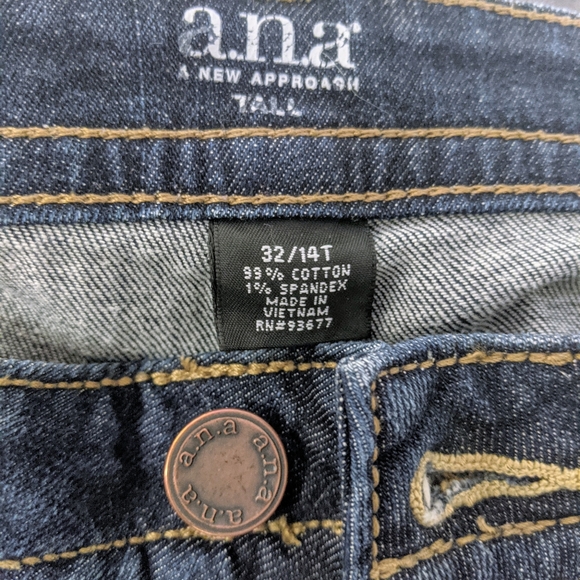 a.n.a
A NEW APPROACH
TALL
32/14T
99% COTTON
1% SPANDEX
MADE IN
VIETNAM
RN#93677
a.n.a a.n.a a.n.a a.n.a